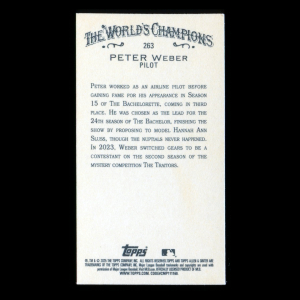 THE WORLD'S CHAMPIONS
263
PETER WEBER
PILOT
PETER WORKED AS AN AIRLINE PILOT BEFORE
GAINING FAME FOR HIS APPEARANCE IN SEASON
15 OF THE BACHELORETTE, COMING IN THIRD
PLACE. HE WAS CHOSEN AS THE LEAD FOR THE
24TH SEASON OF THE BACHELOR, FINISHING THE
SHOW BY PROPOSING TO MODEL HANNAH ANN
SLUSS, THOUGH THE NUPTIALS NEVER HAPPENED.
IN 2023, WEBER SWITCHED GEARS TO BE A
CONTESTANT ON THE SECOND SEASON OF THE
MYSTERY COMPETITION THE TRAITORS.
TOPPS